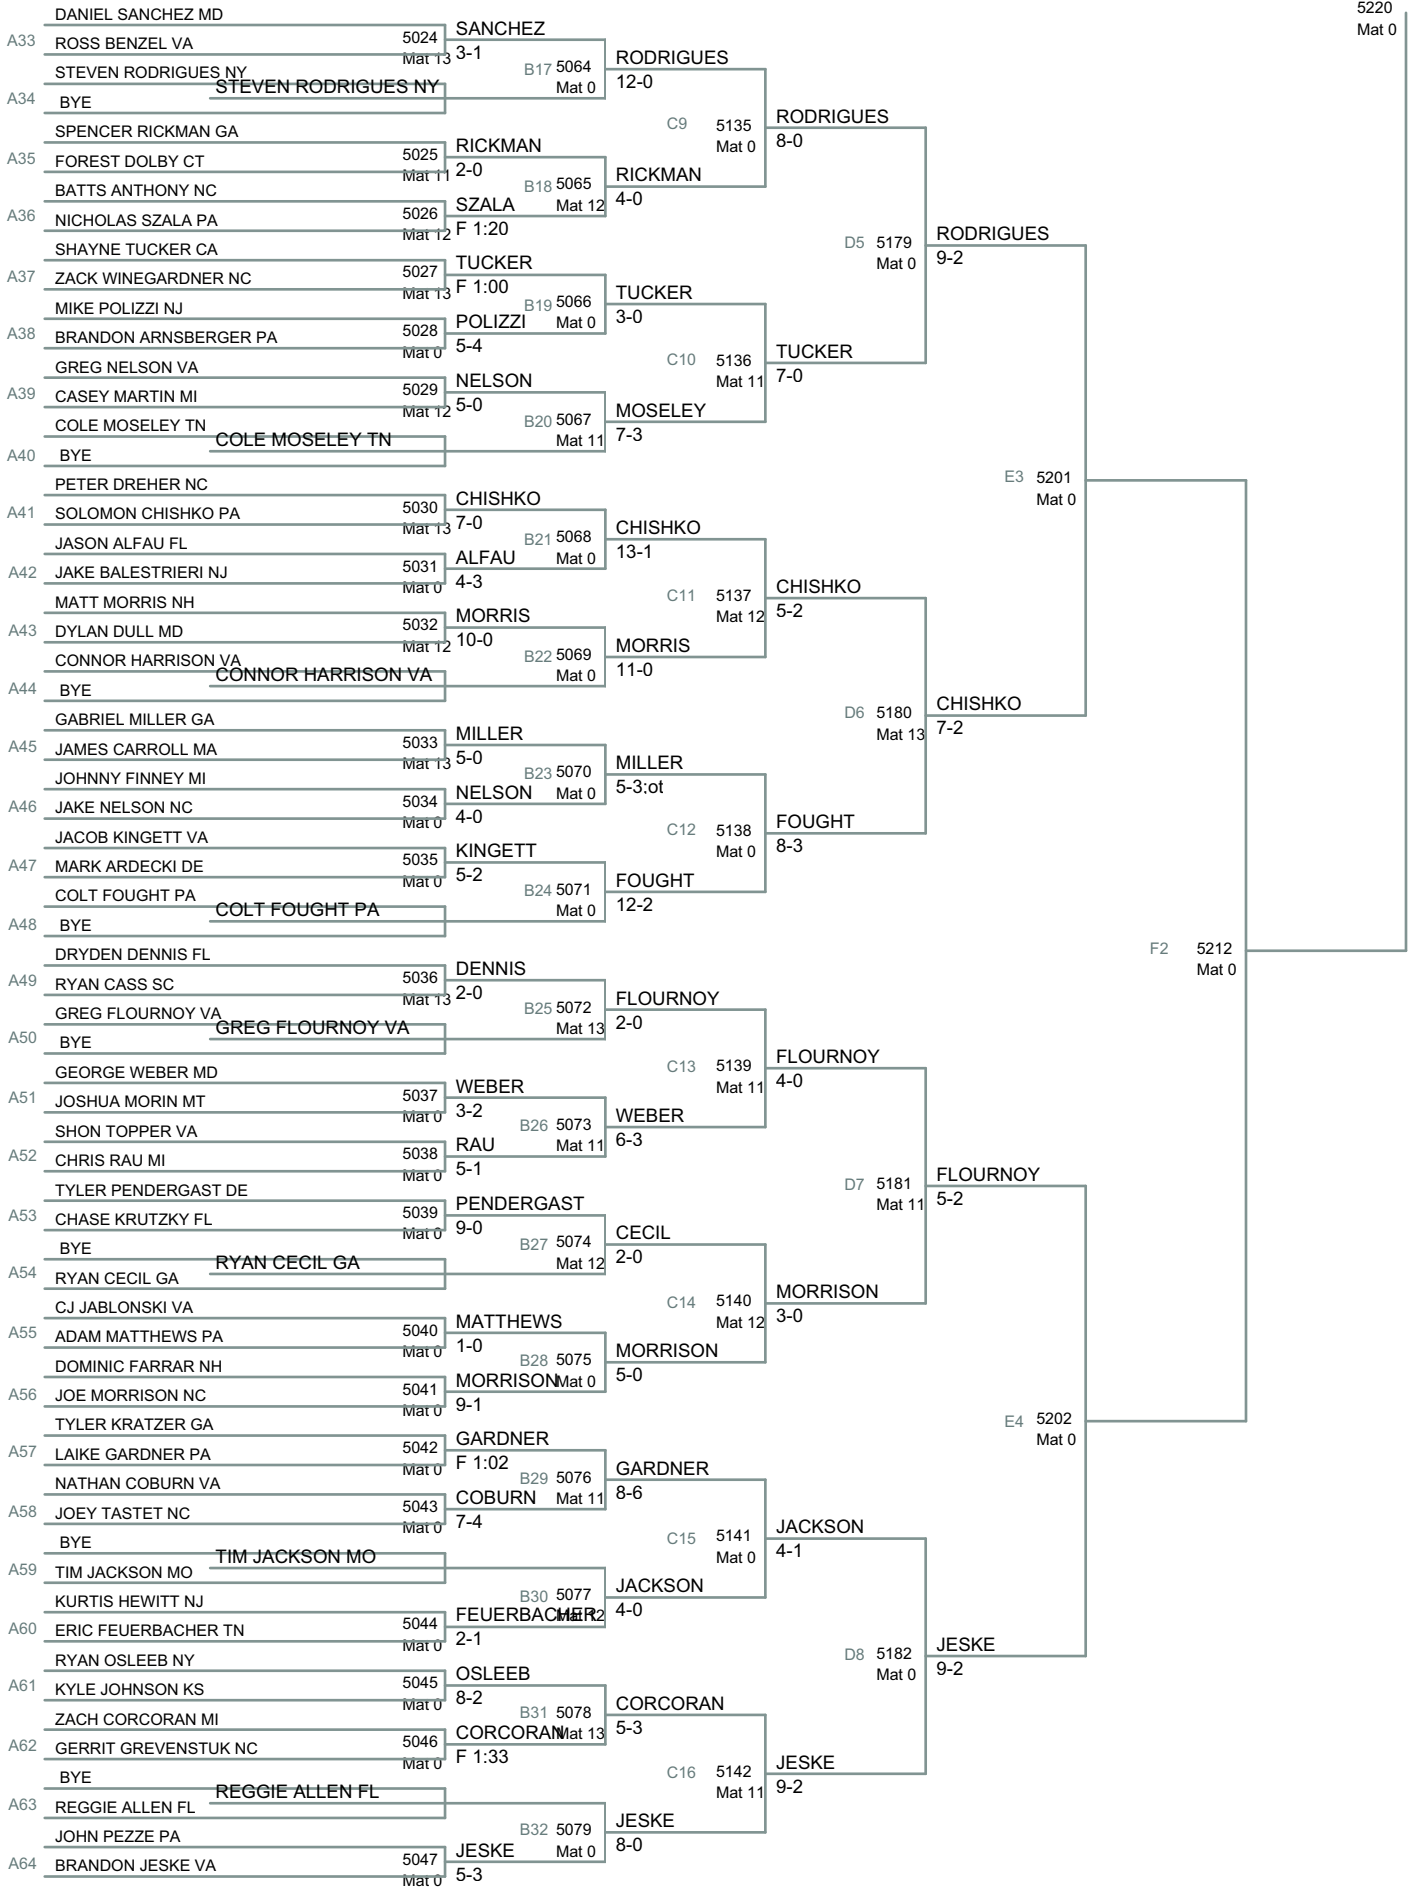 5220
Mat 0
DANIEL SANCHEZ MD
A33
ROSS BENZEL VA
5024
Mat 13
SANCHEZ
3-1
STEVEN RODRIGUES NY
A34
BYE
STEVEN RODRIGUES NY
B17 5064
Mat 0
RODRIGUES
12-0
SPENCER RICKMAN GA
A35
FOREST DOLBY CT
5025
Mat 11
RICKMAN
2-0
BATTS ANTHONY NC
A36
NICHOLAS SZALA PA
5026
Mat 12
SZALA
F 1:20
B18 5065
Mat 12
RICKMAN
4-0
C9 5135
Mat 0
RODRIGUES
8-0
SHAYNE TUCKER CA
A37
ZACK WINEGARDNER NC
5027
Mat 13
TUCKER
F 1:00
MIKE POLIZZI NJ
A38
BRANDON ARNSBERGER PA
5028
Mat 0
POLIZZI
5-4
B19 5066
Mat 0
TUCKER
3-0
GREG NELSON VA
A39
CASEY MARTIN MI
5029
Mat 12
NELSON
5-0
COLE MOSELEY TN
A40
BYE
COLE MOSELEY TN
B20 5067
Mat 11
MOSELEY
7-3
C10 5136
Mat 11
TUCKER
7-0
D5 5179
Mat 0
RODRIGUES
9-2
PETER DREHER NC
A41
SOLOMON CHISHKO PA
5030
Mat 13
CHISHKO
7-0
JASON ALFAU FL
A42
JAKE BALESTRIERI NJ
5031
Mat 0
ALFAU
4-3
B21 5068
Mat 0
CHISHKO
13-1
MATT MORRIS NH
A43
DYLAN DULL MD
5032
Mat 12
MORRIS
10-0
CONNOR HARRISON VA
A44
BYE
CONNOR HARRISON VA
B22 5069
Mat 0
MORRIS
11-0
C11 5137
Mat 12
CHISHKO
5-2
GABRIEL MILLER GA
A45
JAMES CARROLL MA
5033
Mat 13
MILLER
5-0
JOHNNY FINNEY MI
A46
JAKE NELSON NC
5034
Mat 0
NELSON
4-0
B23 5070
Mat 0
MILLER
5-3;ot
JACOB KINGETT VA
A47
MARK ARDECKI DE
5035
Mat 0
KINGETT
5-2
COLT FOUGHT PA
A48
BYE
COLT FOUGHT PA
B24 5071
Mat 0
FOUGHT
12-2
C12 5138
Mat 0
FOUGHT
8-3
D6 5180
Mat 13
CHISHKO
7-2
E3 5201
Mat 0
DRYDEN DENNIS FL
A49
RYAN CASS SC
5036
Mat 13
DENNIS
2-0
GREG FLOURNOY VA
A50
BYE
GREG FLOURNOY VA
B25 5072
Mat 13
FLOURNOY
2-0
GEORGE WEBER MD
A51
JOSHUA MORIN MT
5037
Mat 0
WEBER
3-2
SHON TOPPER VA
A52
CHRIS RAU MI
5038
Mat 0
RAU
5-1
B26 5073
Mat 11
WEBER
6-3
C13 5139
Mat 11
FLOURNOY
4-0
TYLER PENDERGAST DE
A53
CHASE KRUTZKY FL
5039
Mat 0
PENDERGAST
9-0
BYE
A54
RYAN CECIL GA
RYAN CECIL GA
B27 5074
Mat 12
CECIL
2-0
CJ JABLONSKI VA
A55
ADAM MATTHEWS PA
5040
Mat 0
MATTHEWS
1-0
DOMINIC FARRAR NH
A56
JOE MORRISON NC
5041
Mat 0
MORRISON
9-1
B28 5075
Mat 0
MORRISON
5-0
C14 5140
Mat 12
MORRISON
3-0
D7 5181
Mat 11
FLOURNOY
5-2
TYLER KRATZER GA
A57
LAIKE GARDNER PA
5042
Mat 0
GARDNER
F 1:02
NATHAN COBURN VA
A58
JOEY TASTET NC
5043
Mat 0
COBURN
7-4
B29 5076
Mat 11
GARDNER
8-6
BYE
A59
TIM JACKSON MO
TIM JACKSON MO
KURTIS HEWITT NJ
A60
ERIC FEUERBACHER TN
5044
Mat 0
FEUERBACHER
2-1
B30 5077
Mat 12
JACKSON
4-0
C15 5141
Mat 0
JACKSON
4-1
RYAN OSLEEB NY
A61
KYLE JOHNSON KS
5045
Mat 0
OSLEEB
8-2
ZACH CORCORAN MI
A62
GERRIT GREVENSTUK NC
5046
Mat 0
CORCORAN
F 1:33
B31 5078
Mat 13
CORCORAN
5-3
BYE
A63
REGGIE ALLEN FL
REGGIE ALLEN FL
JOHN PEZZE PA
A64
BRANDON JESKE VA
5047
Mat 0
JESKE
5-3
B32 5079
Mat 0
JESKE
8-0
C16 5142
Mat 11
JESKE
9-2
D8 5182
Mat 0
JESKE
9-2
E4 5202
Mat 0
F2 5212
Mat 0